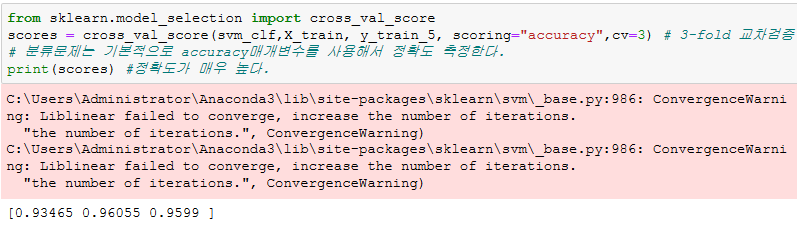 from sklearn.model_selection import cross_val_score
scores = cross_val_score(svm_clf,X_train, y_train_5, scoring="accuracy",cv=3) # 3-fold 교차검증
# 분류문제는 기본적으로 accuracy매개변수를 사용해서 정확도 측정한다.
print(scores) #정확도가 매우 높다.
C:\Users\Administrator\Anaconda3\lib\site-packages\sklearn\svm\_base.py:986: ConvergenceWarni
ng: Liblinear failed to converge, increase the number of iterations.
"the number of iterations.", ConvergenceWarning)
C:\Users\Administrator\Anaconda3\lib\site-packages\sklearn\svm\_base.py:986: ConvergenceWarni
ng: Liblinear failed to converge, increase the number of iterations.
"the number of iterations.", ConvergenceWarning)
[0.93465 0.96055 0.9599 ]